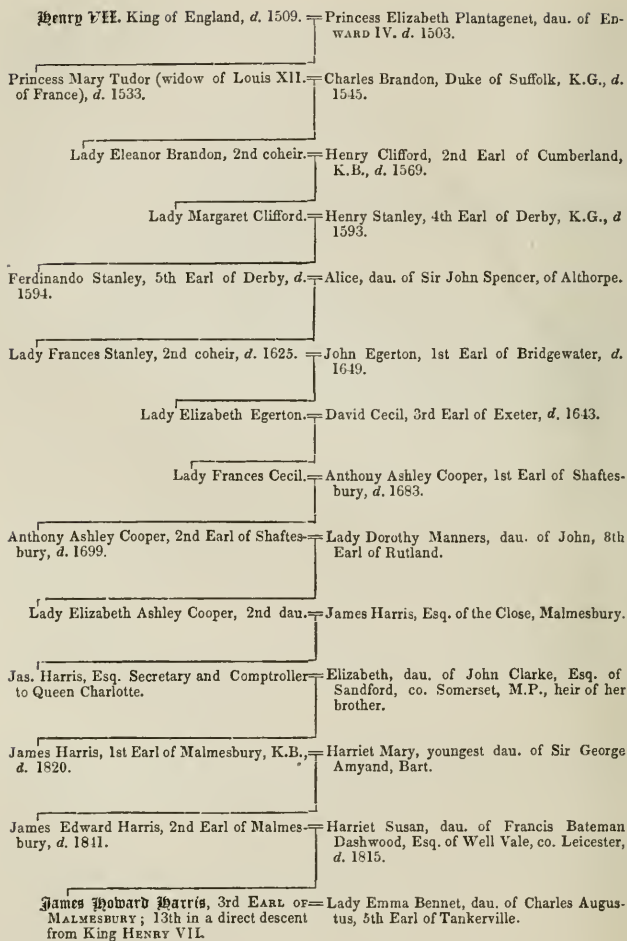 Henry VII. King of England, d. 1509.
Princess Elizabeth Plantagenet, dau. of ED-
WARD IV. d. 1503.
Princess Mary Tudor (widow of Louis XII.
of France), d. 1533.
Charles Brandon, Duke of Suffolk, K.G., d.
1545.
Lady Eleanor Brandon, 2nd coheir.
Henry Clifford, 2nd Earl of Cumberland,
K.B., d. 1569.
Lady Margaret Clifford.
Henry Stanley, 4th Earl of Derby, K.G., d
1593.
Ferdinando Stanley, 5th Earl of Derby, d.
1594.
Alice, dau. of Sir John Spencer, of Althorpe.
Lady Frances Stanley, 2nd coheir, d. 1625.
John Egerton, 1st Earl of Bridgewater, d.
1649.
Lady Elizabeth Egerton.
David Cecil, 3rd Earl of Exeter, d. 1643.
Lady Frances Cecil.
Anthony Ashley Cooper, 1st Earl of Shaftes-
bury, d. 1683.
Anthony Ashley Cooper, 2nd Earl of Shaftes-
bury, d. 1699.
Lady Dorothy Manners, dau. of John, 8th
Earl of Rutland.
Lady Elizabeth Ashley Cooper, 2nd dau.
James Harris, Esq. of the Close, Malmesbury.
Jas. Harris, Esq. Secretary and Comptroller
to Queen Charlotte.
Elizabeth, dau. of John Clarke, Esq. of
Sandford, co. Somerset, M.P., heir of her
brother.
James Harris, 1st Earl of Malmesbury, K.B.,
d. 1820.
Harriet Mary, youngest dau. of Sir George
Amyand, Bart.
James Edward Harris, 2nd Earl of Malmes-
bury, d. 1841.
Harriet Susan, dau. of Francis Bateman
Dashwood, Esq. of Well Vale, co. Leicester,
d. 1815.
James Howard Harris, 3rd EARL OF
MALMESBURY; 13th in a direct descent
from King HENRY VII.
Lady Emma Bennet, dau. of Charles Augus-
tus, 5th Earl of Tankerville.